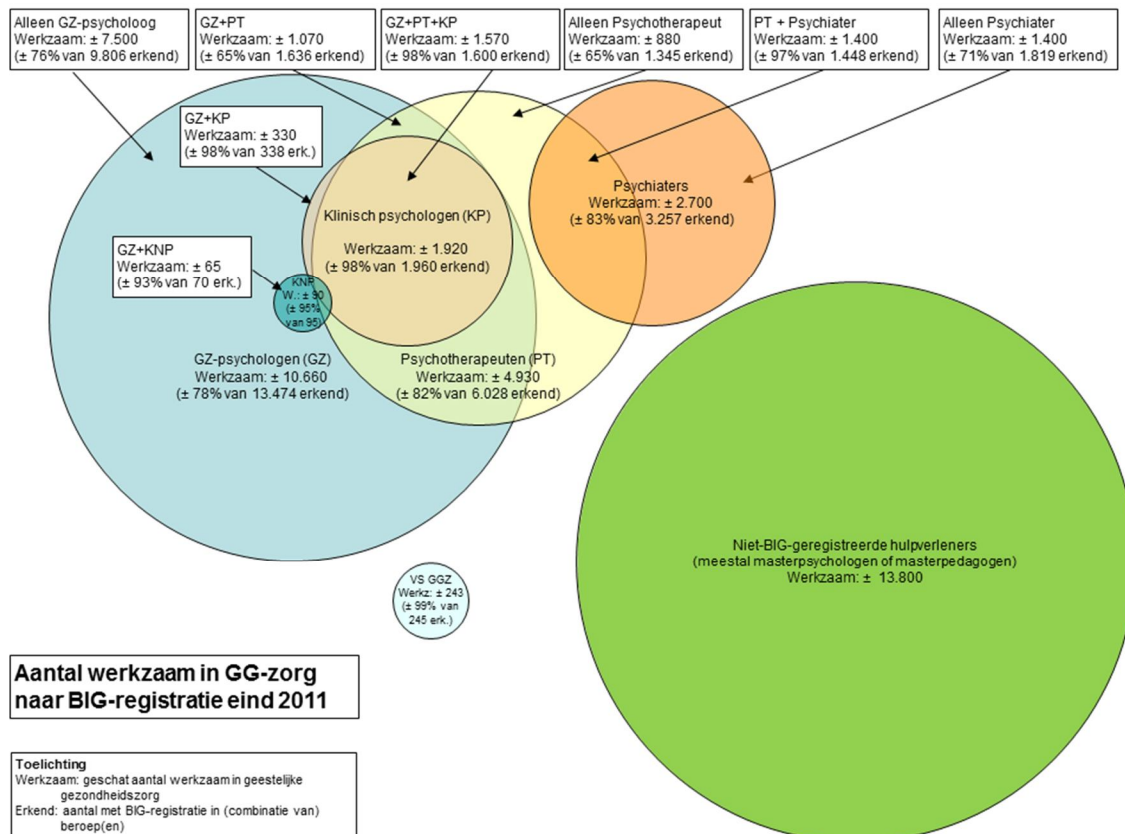 Alleen GZ-psycholoog
Werkzaam: ± 7.500
(± 76% van 9.806 erkend)
GZ+PT
Werkzaam: ± 1.070
(± 65% van 1.636 erkend)
GZ+PT+KP
Werkzaam: ± 1.570
(± 98% van 1.600 erkend)
Alleen Psychotherapeut
Werkzaam: ± 880
(± 65% van 1.345 erkend)
PT + Psychiater
Werkzaam: ± 1.400
(± 97% van 1.448 erkend)
Alleen Psychiater
Werkzaam: ± 1.400
(± 71% van 1.819 erkend)
GZ+KP
Werkzaam: ± 330
(± 98% van 338 erk.)
Psychiaters
Werkzaam: ± 2.700
(± 83% van 3.257 erkend)
Klinisch psychologen (KP)
Werkzaam: ± 1.920
(± 98% van 1.960 erkend)
GZ+KNP
Werkzaam: ± 65
(± 93% van 70 erk.)
KNP
W.: ± 90
(± 95%
van 95)
GZ-psychologen (GZ)
Werkzaam: ± 10.660
(± 78% van 13.474 erkend)
Psychotherapeuten (PT)
Werkzaam: ± 4.930
(± 82% van 6.028 erkend)
Niet-BIG-geregistreerde hulpverleners
(meestal masterpsychologen of masterpedagogen)
Werkzaam: ± 13.800
VS GGZ
Werkz: ± 243
(± 99% van
245 erk.)
Aantal werkzaam in GG-zorg
naar BIG-registratie eind 2011
Toelichting
Werkzaam: geschat aantal werkzaam in geestelijke
gezondheidszorg
Erkend: aantal met BIG-registratie in (combinatie van)
beroep(en)